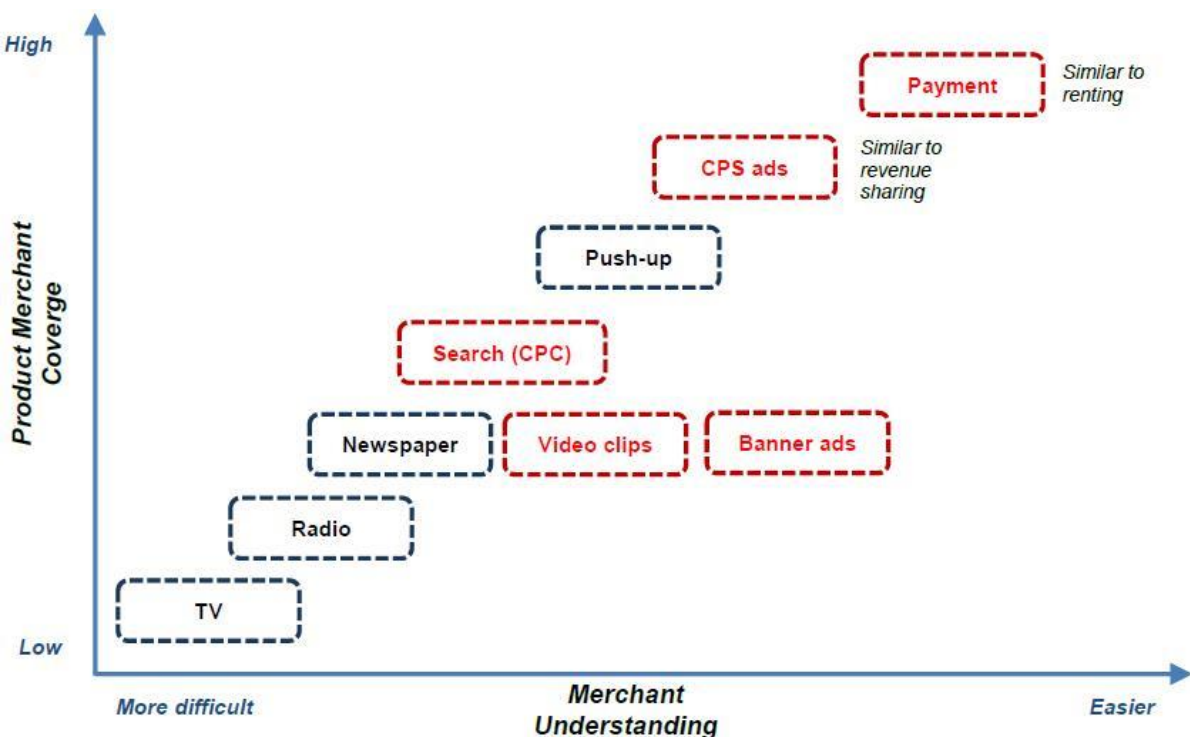 High
Payment
Similar to
renting
CPS ads
Similar to
revenue
sharing
Push-up
Product Merchant
Coverge
Search (CPC)
Newspaper
Video clips
Banner ads
Radio
TV
Low
More difficult
Merchant
Understanding
Easier